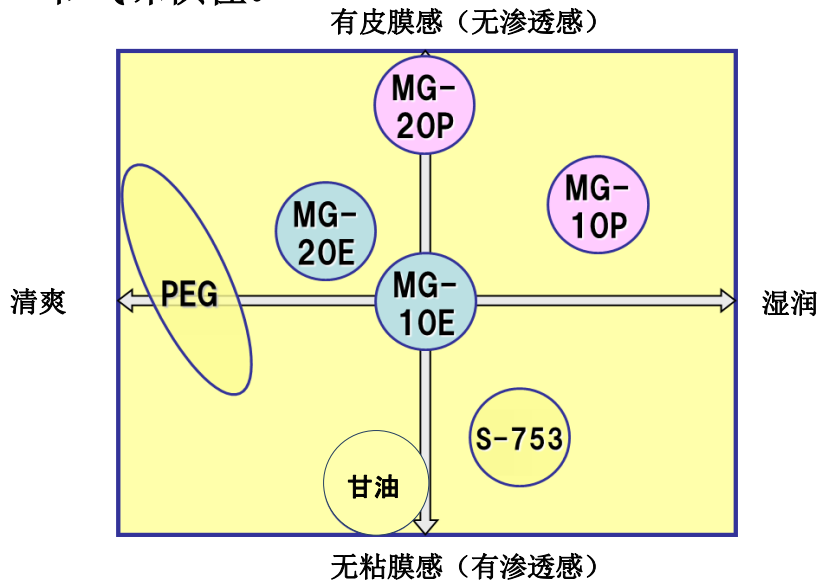 有皮膜感（无渗透感）
MG-
20P
MG-
10P
MG-
20E
PEG
MG-
10E
清爽
湿润
S-753
甘油
无粘膜感（有渗透感）